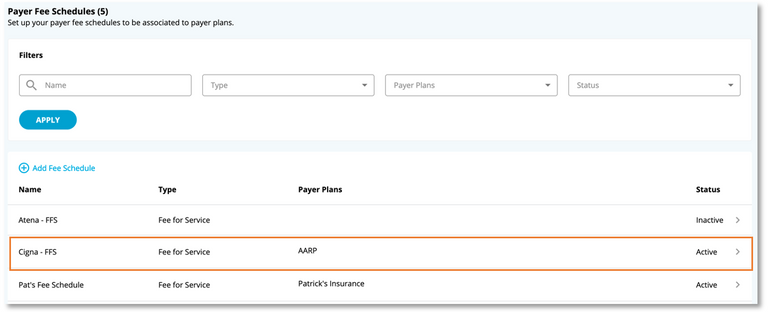 Payer Fee Schedules (5)
Set up your payer fee schedules to be associated to payer plans.
Filters
Name Type Payer Plans Status
APPLY
Add Fee Schedule
Name Type Payer Plans Status
Atena - FFS Fee for Service Inactive
Cigna - FFS Fee for Service AARP Active
Pat's Fee Schedule Fee for Service Patrick's Insurance Active